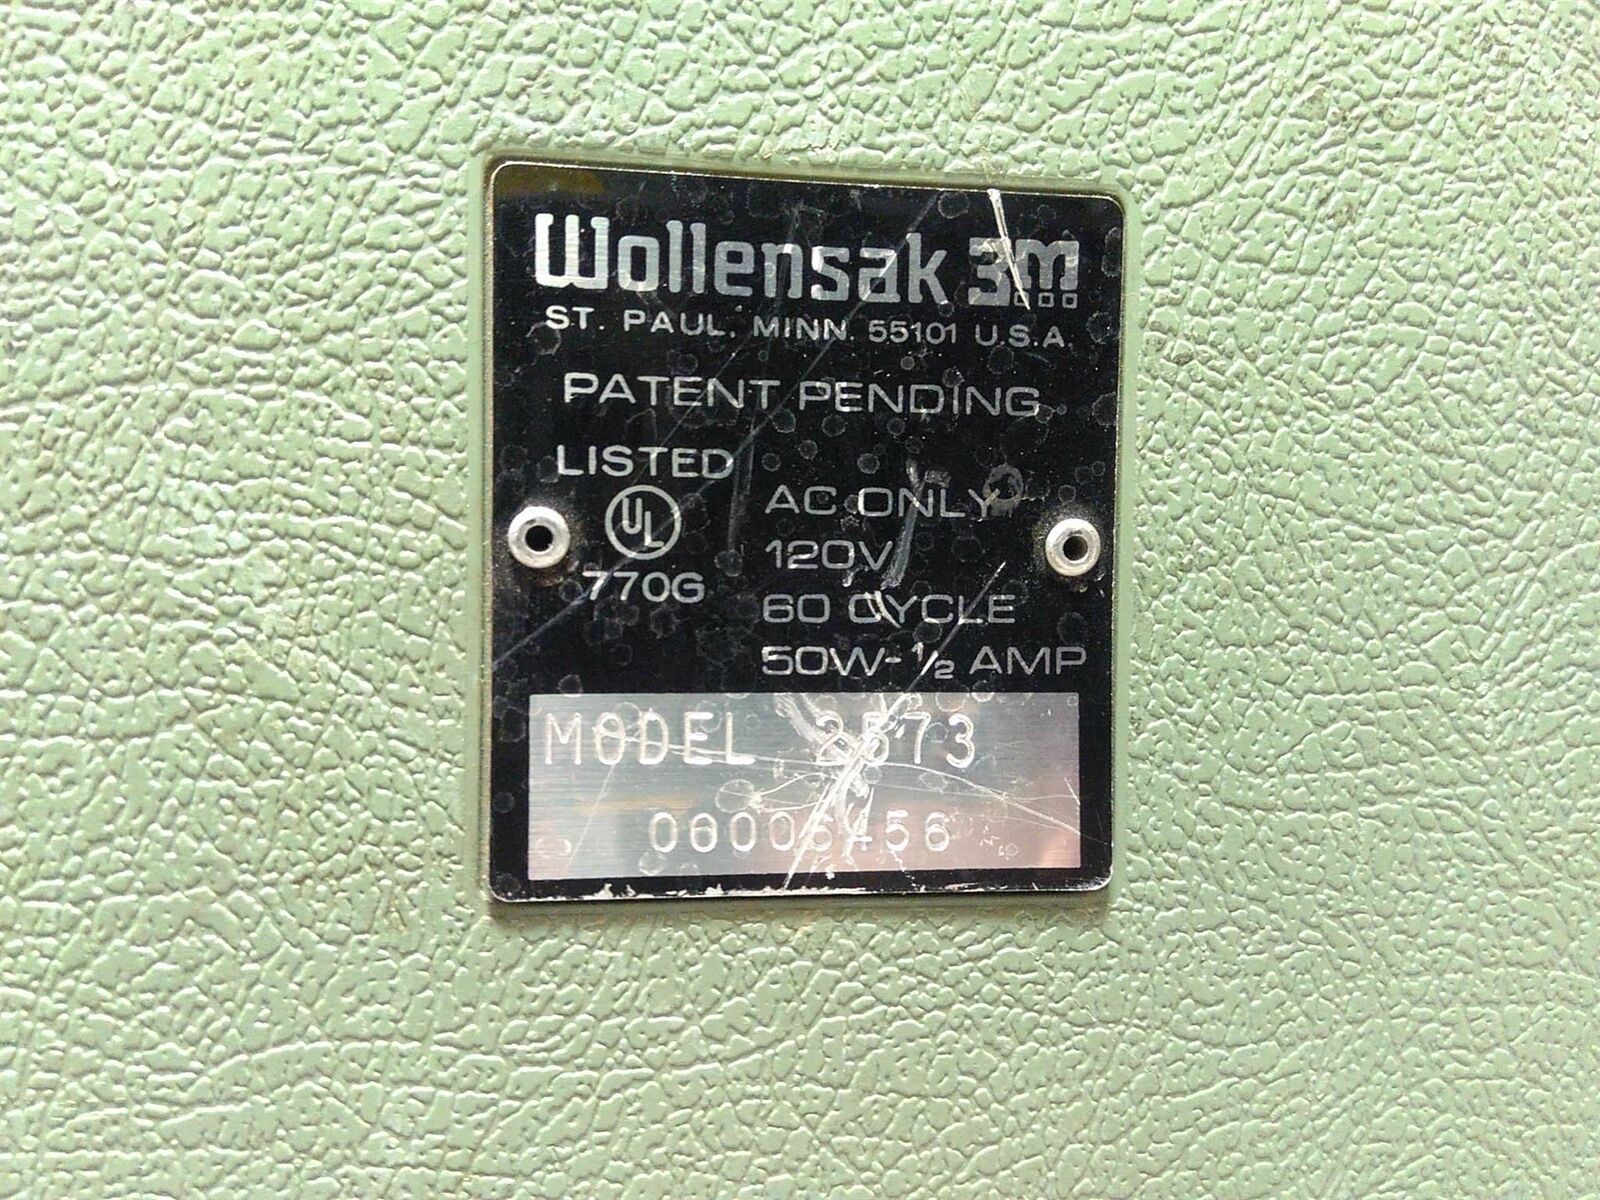 Wollensak 3M
ST. PAUL, MINN. 55101 U.S.A.
PATENT PENDING
LISTED
UL
770G
AC ONLY
120V
60 CYCLE
50W-1/2 AMP
MODEL 2573